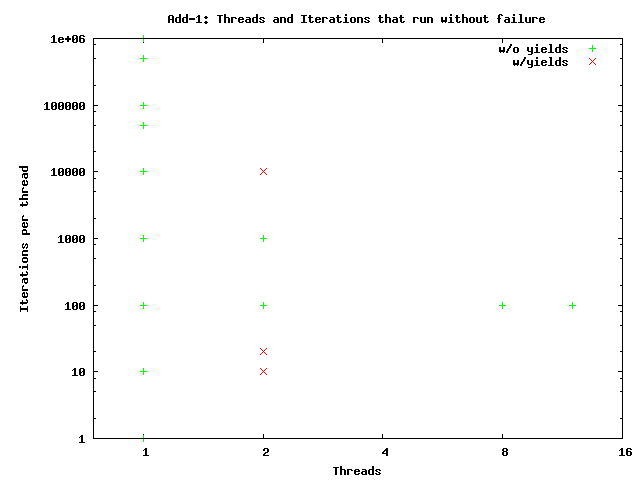 Add-1: Threads and Iterations that run without failure
w/o yields
w/yields
1e+06
100000
10000
1000
100
10
1
Iterations per thread
1 2 4 8 16
Threads